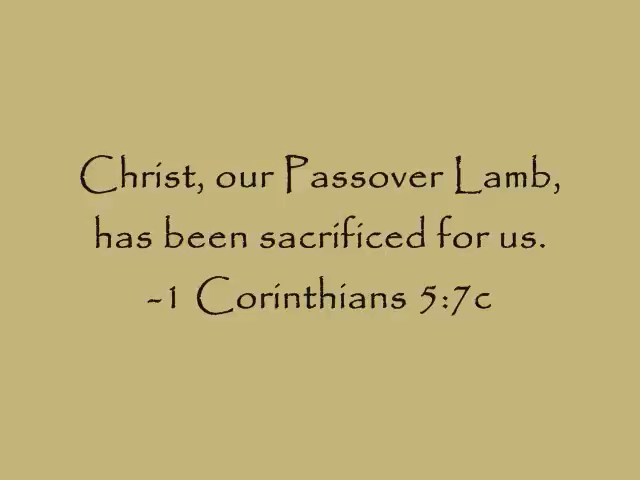 Christ, our Passover Lamb,
has been sacrificed for us.
-1 Corinthians 5:7c